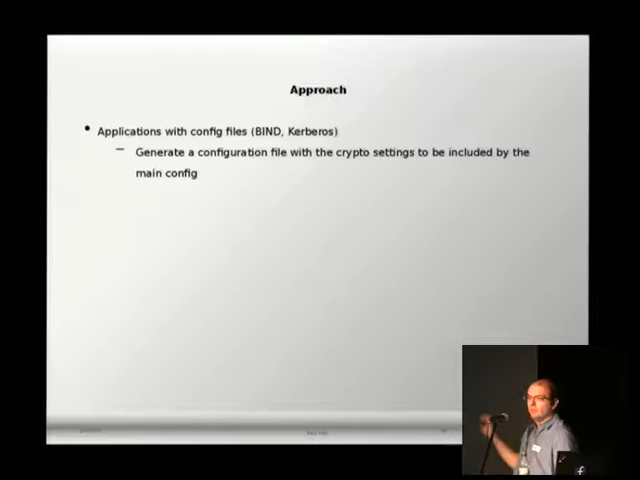 Approach
• Applications with config files (BIND, Kerberos)
– Generate a configuration file with the crypto settings to be included by the
main config